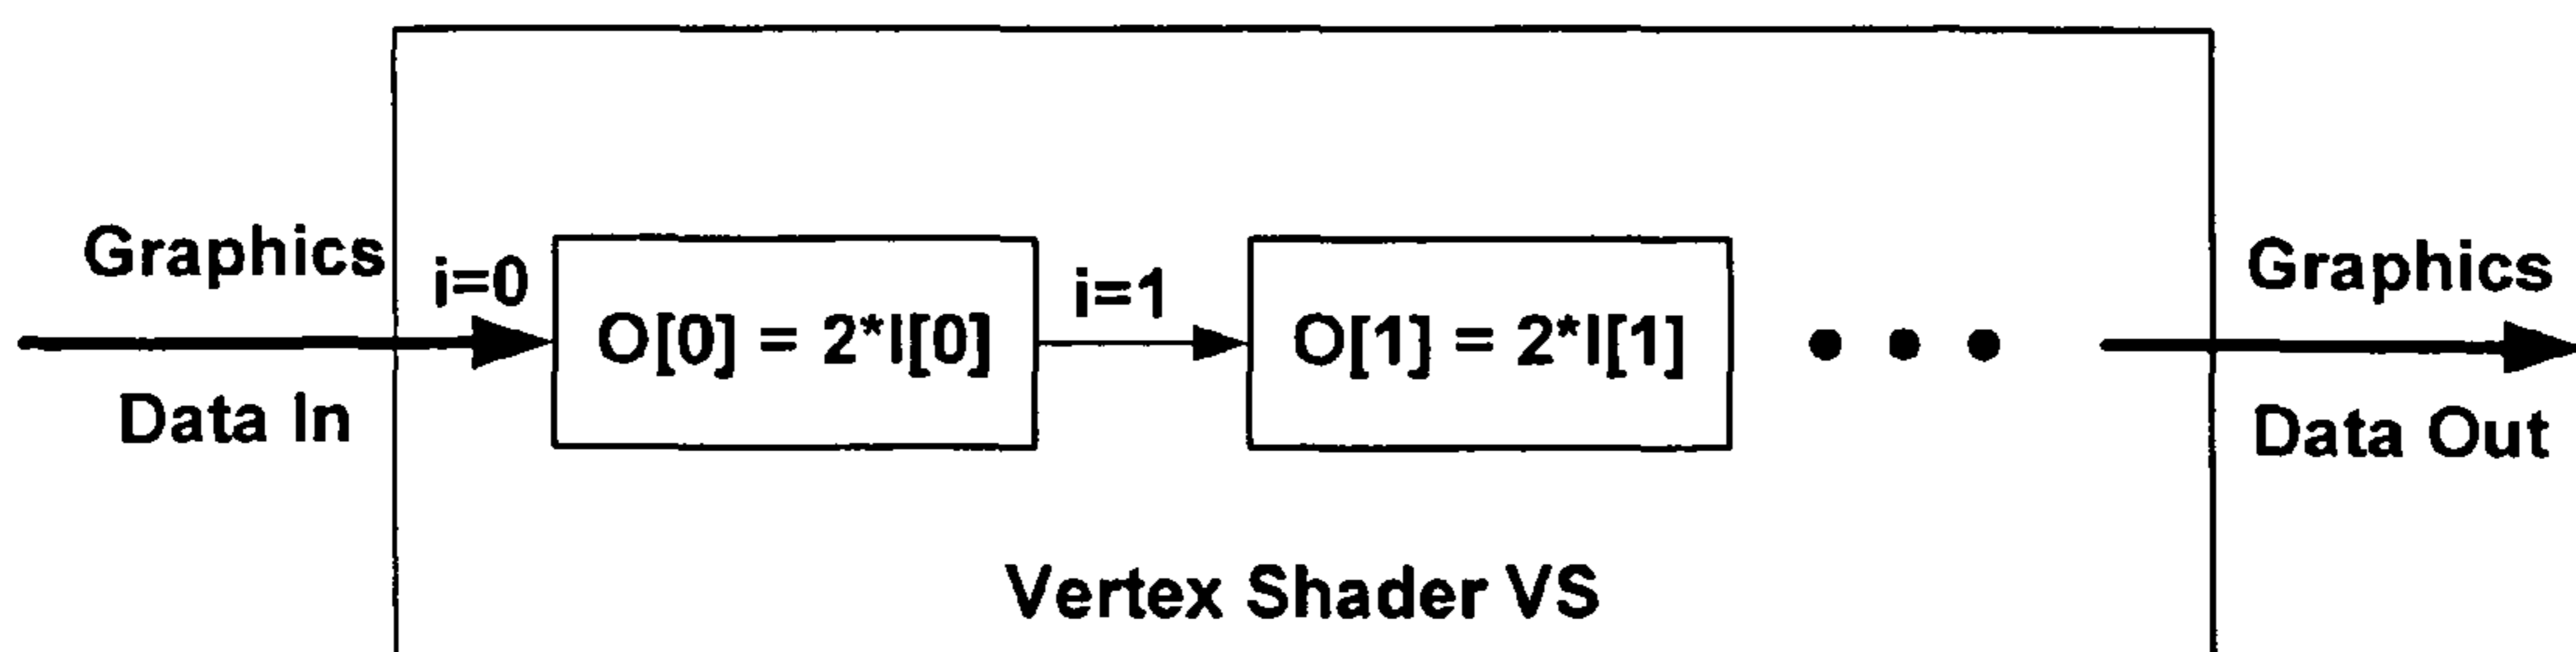 Graphics
Data In
i=0
O[0] = 2*I[0]
i=1
O[1] = 2*I[1]
• • •
Graphics
Data Out
Vertex Shader VS